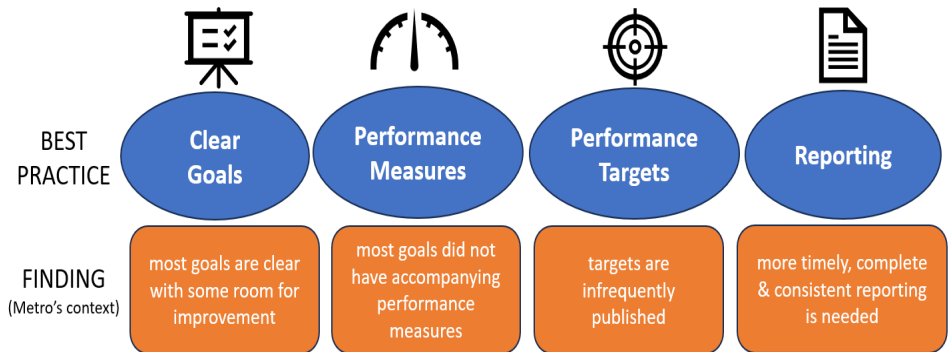 BEST
PRACTICE
Clear
Goals
Performance
Measures
Performance
Targets
Reporting
FINDING
(Metro’s context)
most goals are clear
with some room for
improvement
most goals did not
have accompanying
performance
measures
targets are
infrequently
published
more timely, complete
& consistent reporting
is needed